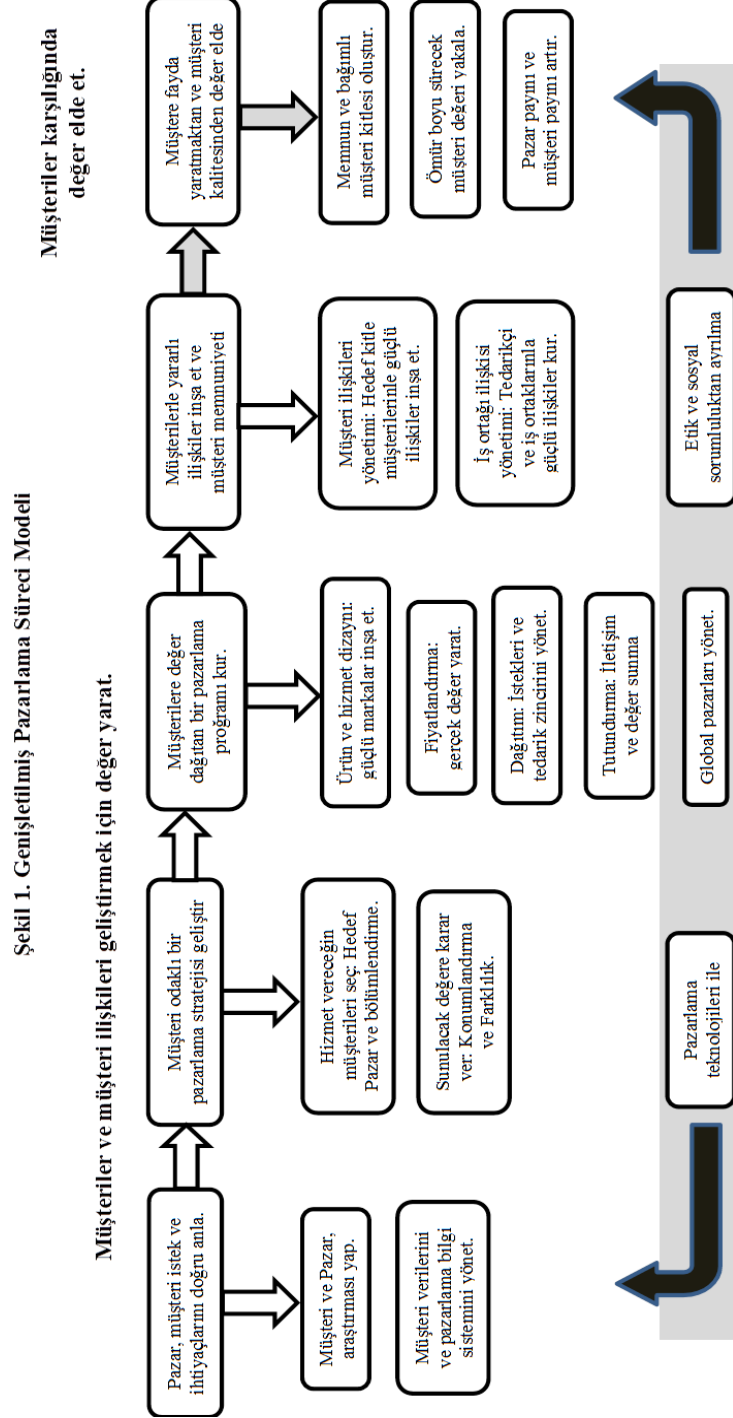 Şekil 1. Genişletilmiş Pazarlama Süreci Modeli
Müşteriler ve müşteri ilişkileri geliştirmek için değer yarat.
Müşteriler karşılığında
değer elde et.
Pazar, müşteri istek ve
ihtiyaçlarını doğru anla.
Müşteri odaklı bir
pazarlama stratejisi geliştir
Müşterilere değer
dağıtan bir pazarlama
programı kur.
Müşterilerle yararlı
ilişkiler inşa et ve
müşteri memnuniyeti
Müştere fayda
yaratmaktan ve müşteri
kalitesinden değer elde
Müşteri ve Pazar,
araştırması yap.
Müşteri verilerini
ve pazarlama bilgi
sistemini yönet.
Hizmet vereceğin
müşterileri seç: Hedef
Pazar ve bölümlendirme.
Sunulacak değere karar
ver: Konumlandırma
ve Farklılık.
Ürün ve hizmet dizaynı:
güçlü markalar inşa et.
Fiyatlandırma:
gerçek değer yarat.
Dağıtım: İstekleri ve
tedarik zincirini yönet.
Tutundurma: İletişim
ve değer sunma
Müşteri ilişkileri
yönetimi: Hedef kitle
müşterilerinle güçlü
ilişkiler inşa et.
İş ortağı ilişkisi
yönetimi: Tedarikçi
ve iş ortaklarınla
güçlü ilişkiler kur.
Memnun ve bağımlı
müşteri kitlesi oluştur.
Ömür boyu sürecek
müşteri değeri yakala.
Pazar payını ve
müşteri payını artır.
Pazarlama
teknolojileri ile
Global pazarları yönet.
Etik ve sosyal
sorumluluktan ayrılma